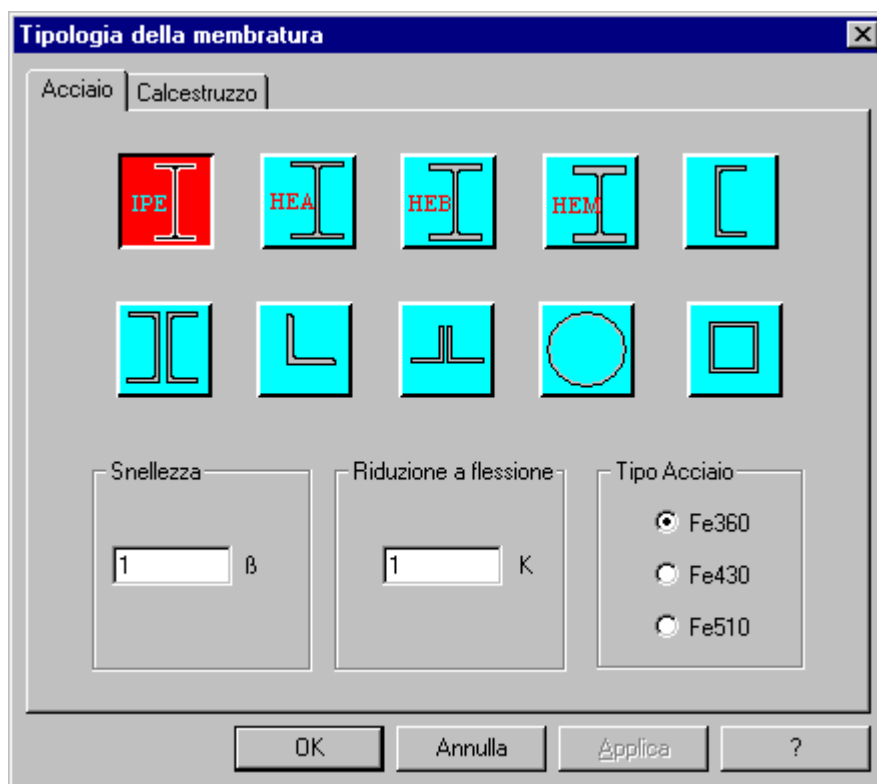 Tipologia della membratura
Acciaio Calcestruzzo
IPE HEA HEB HEM
Snellezza Riduzione a flessione Tipo Acciaio
Fe360
1 ß 1 K
Fe430
Fe510
OK Annulla Applica ?